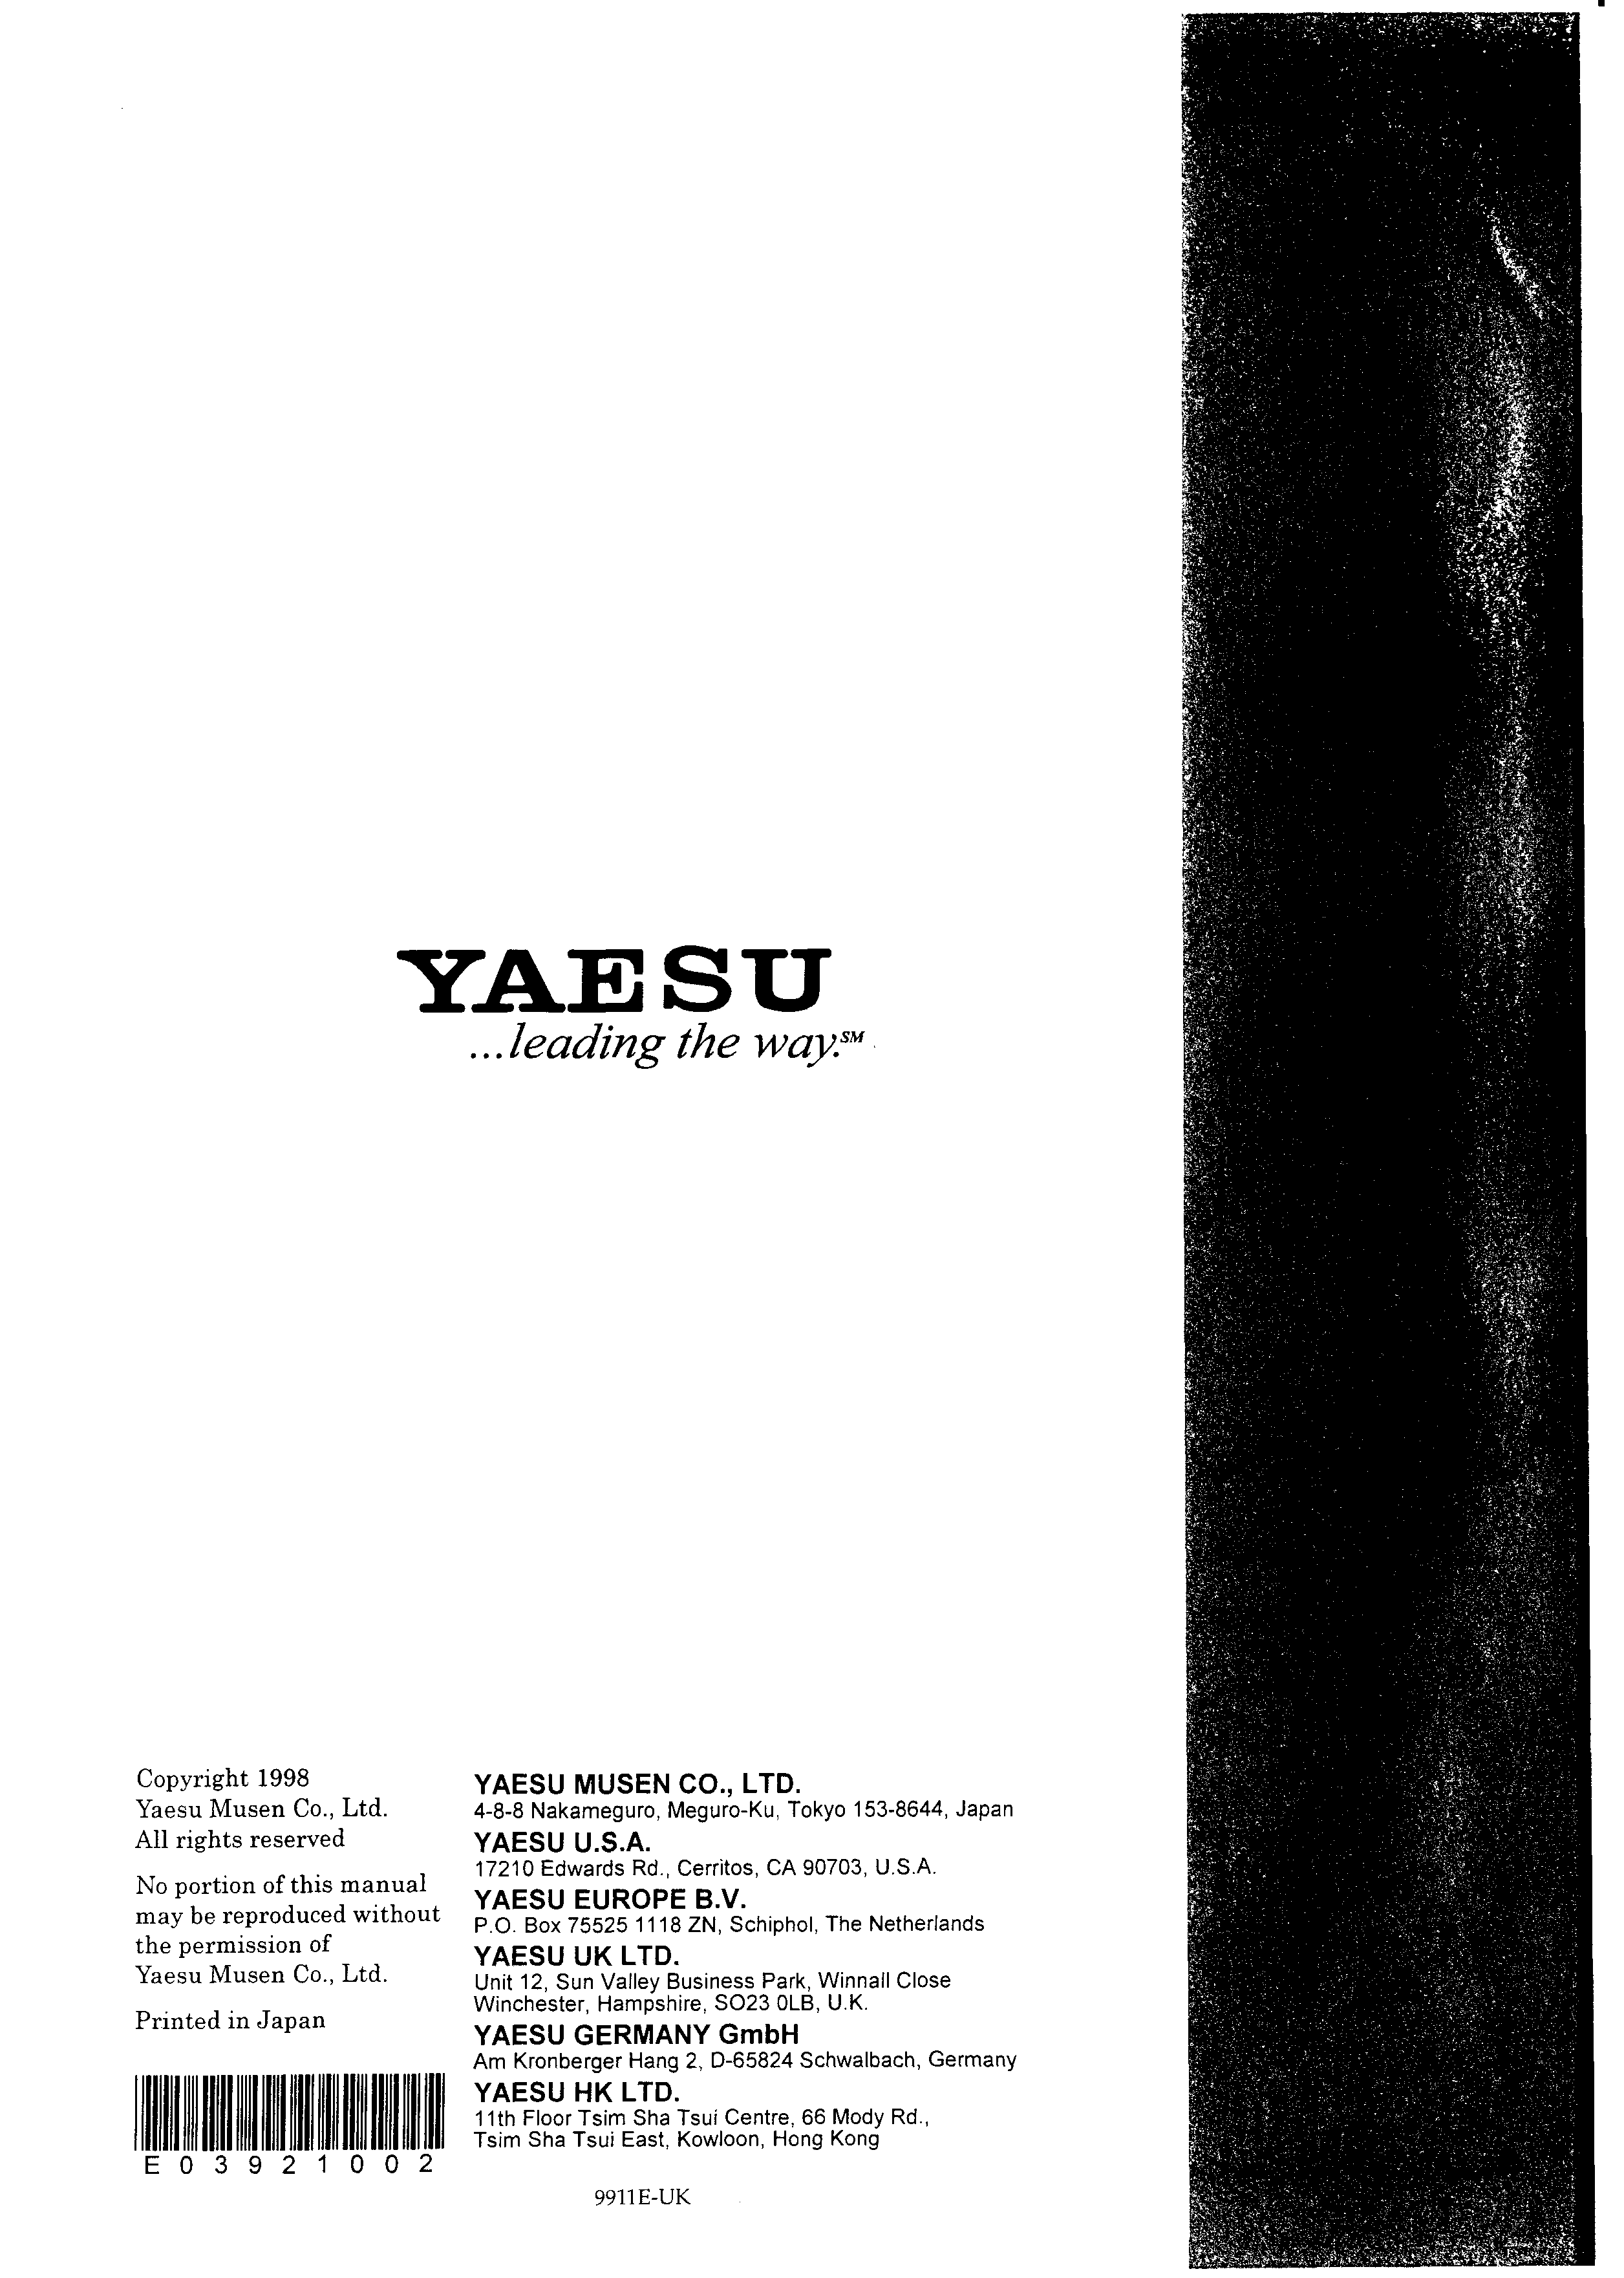 YAESU
...leading the way.SM
Copyright 1998
Yaesu Musen Co., Ltd.
All rights reserved
No portion of this manual
may be reproduced without
the permission of
Yaesu Musen Co., Ltd.
Printed in Japan
E03921002
YAESU MUSEN CO., LTD.
4-8-8 Nakameguro, Meguro-Ku, Tokyo 153-8644, Japan
YAESU U.S.A.
17210 Edwards Rd., Cerritos, CA 90703, U.S.A.
YAESU EUROPE B.V.
P.O. Box 75525 1118 ZN, Schiphol, The Netherlands
YAESU UK LTD.
Unit 12, Sun Valley Business Park, Winnall Close
Winchester, Hampshire, SO23 0LB, U.K.
YAESU GERMANY GmbH
Am Kronberger Hang 2, D-65824 Schwalbach, Germany
YAESU HK LTD.
11th Floor Tsim Sha Tsui Centre, 66 Mody Rd.,
Tsim Sha Tsui East, Kowloon, Hong Kong
9911E-UK